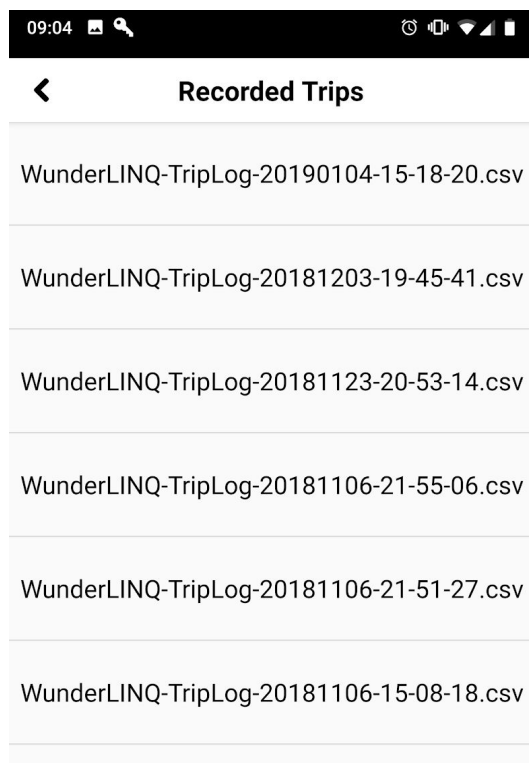 09:04
Recorded Trips
WunderLINQ-TripLog-20190104-15-18-20.csv
WunderLINQ-TripLog-20181203-19-45-41.csv
WunderLINQ-TripLog-20181123-20-53-14.csv
WunderLINQ-TripLog-20181106-21-55-06.csv
WunderLINQ-TripLog-20181106-21-51-27.csv
WunderLINQ-TripLog-20181106-15-08-18.csv